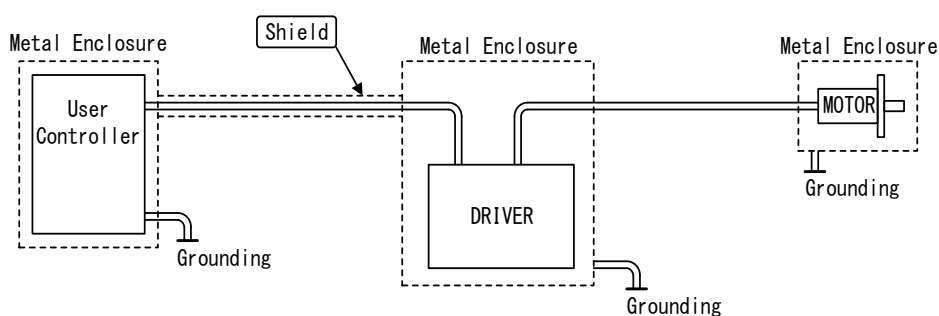 Shield
Metal Enclosure
Metal Enclosure
Metal Enclosure
User
Controller
MOTOR
DRIVER
Grounding
Grounding
Grounding